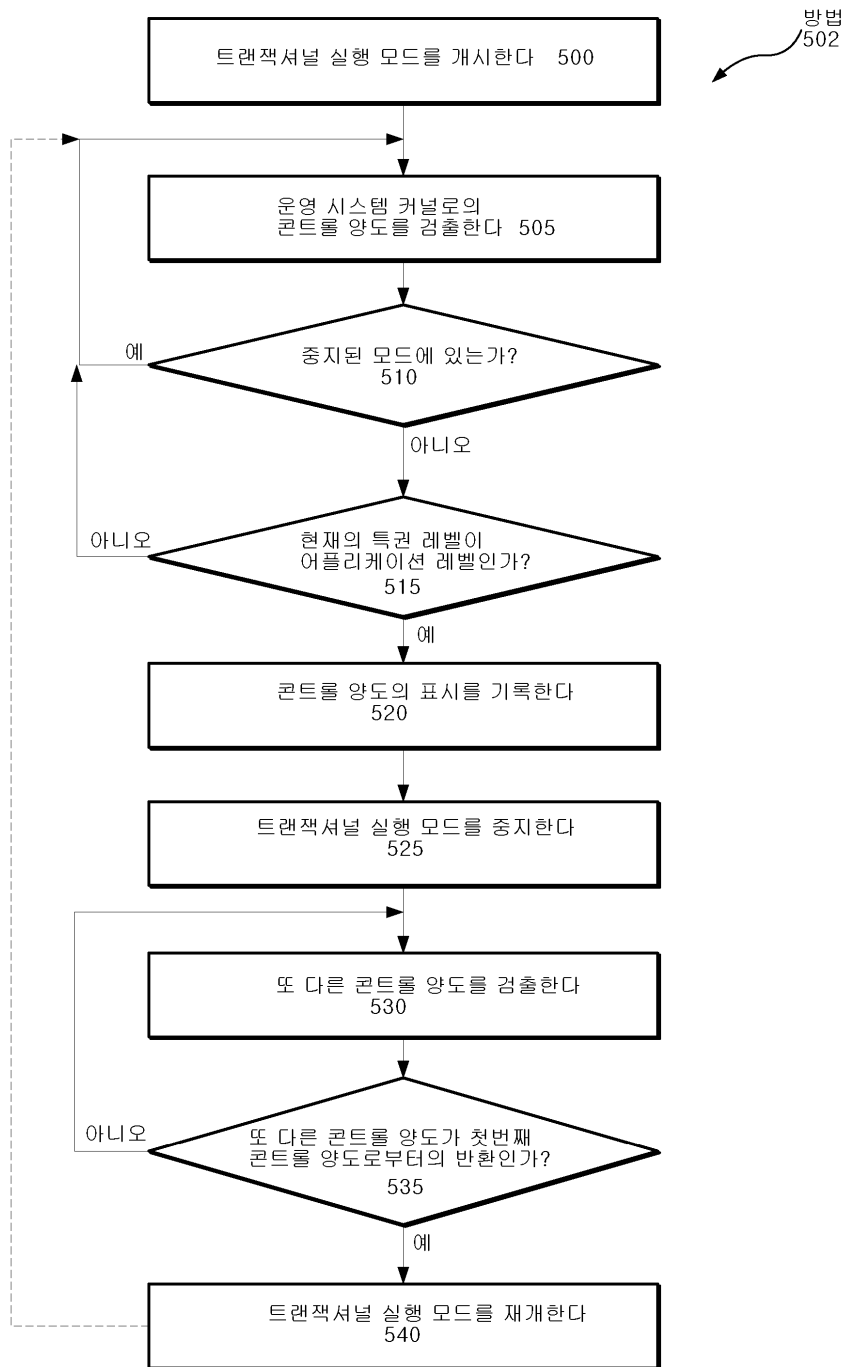 방법
502
트랜잭셔널 실행 모드를 개시한다 500
운영 시스템 커널로의
콘트롤 양도를 검출한다 505
예
중지된 모드에 있는가?
510
아니오
아니오
현재의 특권 레벨이
어플리케이션 레벨인가?
515
예
콘트롤 양도의 표시를 기록한다
520
트랜잭셔널 실행 모드를 중지한다
525
또 다른 콘트롤 양도를 검출한다
530
아니오
또 다른 콘트롤 양도가 첫번째
콘트롤 양도로부터의 반환인가?
535
예
트랜잭셔널 실행 모드를 재개한다
540